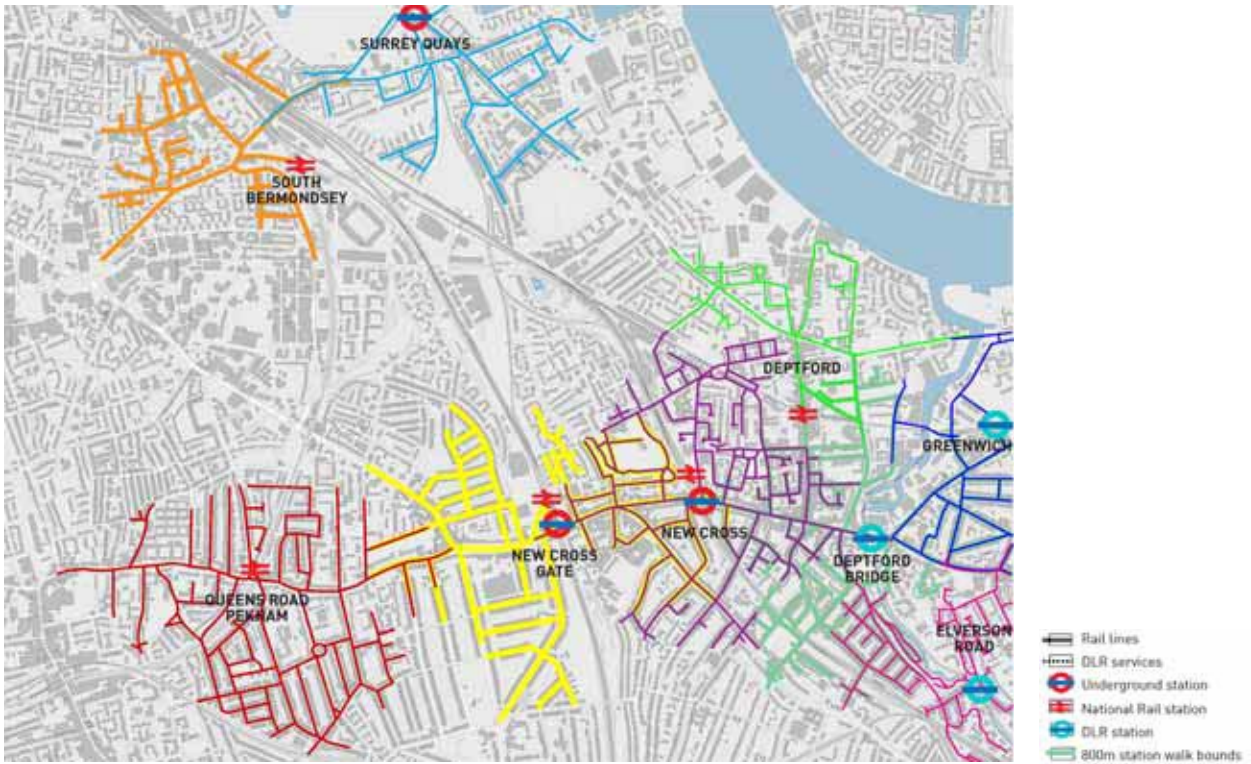 SURREY QUAYS
SOUTH
BERMONDSEY
DEPTFORD
GREENWICH
NEW CROSS
GATE
NEW CROSS
DEPTFORD
BRIDGE
QUEENS ROAD
PEKHAM
ELVERSON
ROAD
Rail lines
DLR services
Underground station
National Rail station
DLR station
800m station walk bounds